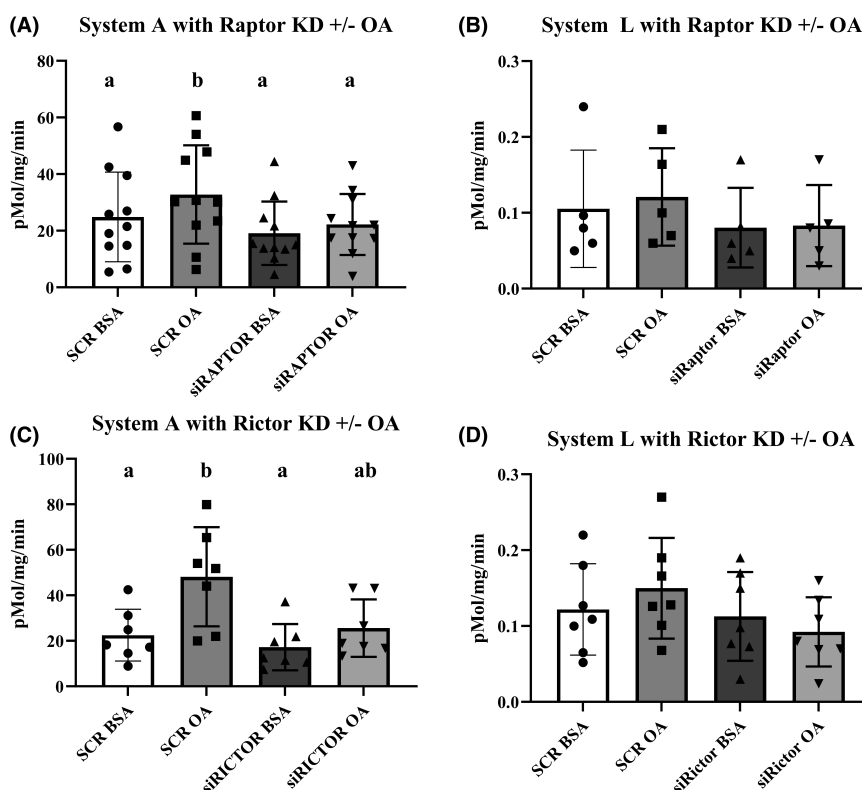 (A) System A with Raptor KD +/- OA
80
60
40
20
0
pMol/mg/min
a b a a
SCR BSA
SCR OA
siRAPTOR BSA
siRAPTOR OA
(B) System L with Raptor KD +/- OA
0.3
0.2
0.1
0.0
pMol/mg/min
SCR BSA
SCR OA
siRaptor BSA
siRaptor OA
(C) System A with Rictor KD +/- OA
100
80
60
40
20
0
pMol/mg/min
a b a ab
SCR BSA
SCR OA
siRICTOR BSA
siRICTOR OA
(D) System L with Rictor KD +/- OA
0.3
0.2
0.1
0.0
pMol/mg/min
SCR BSA
SCR OA
siRictor BSA
siRictor OA